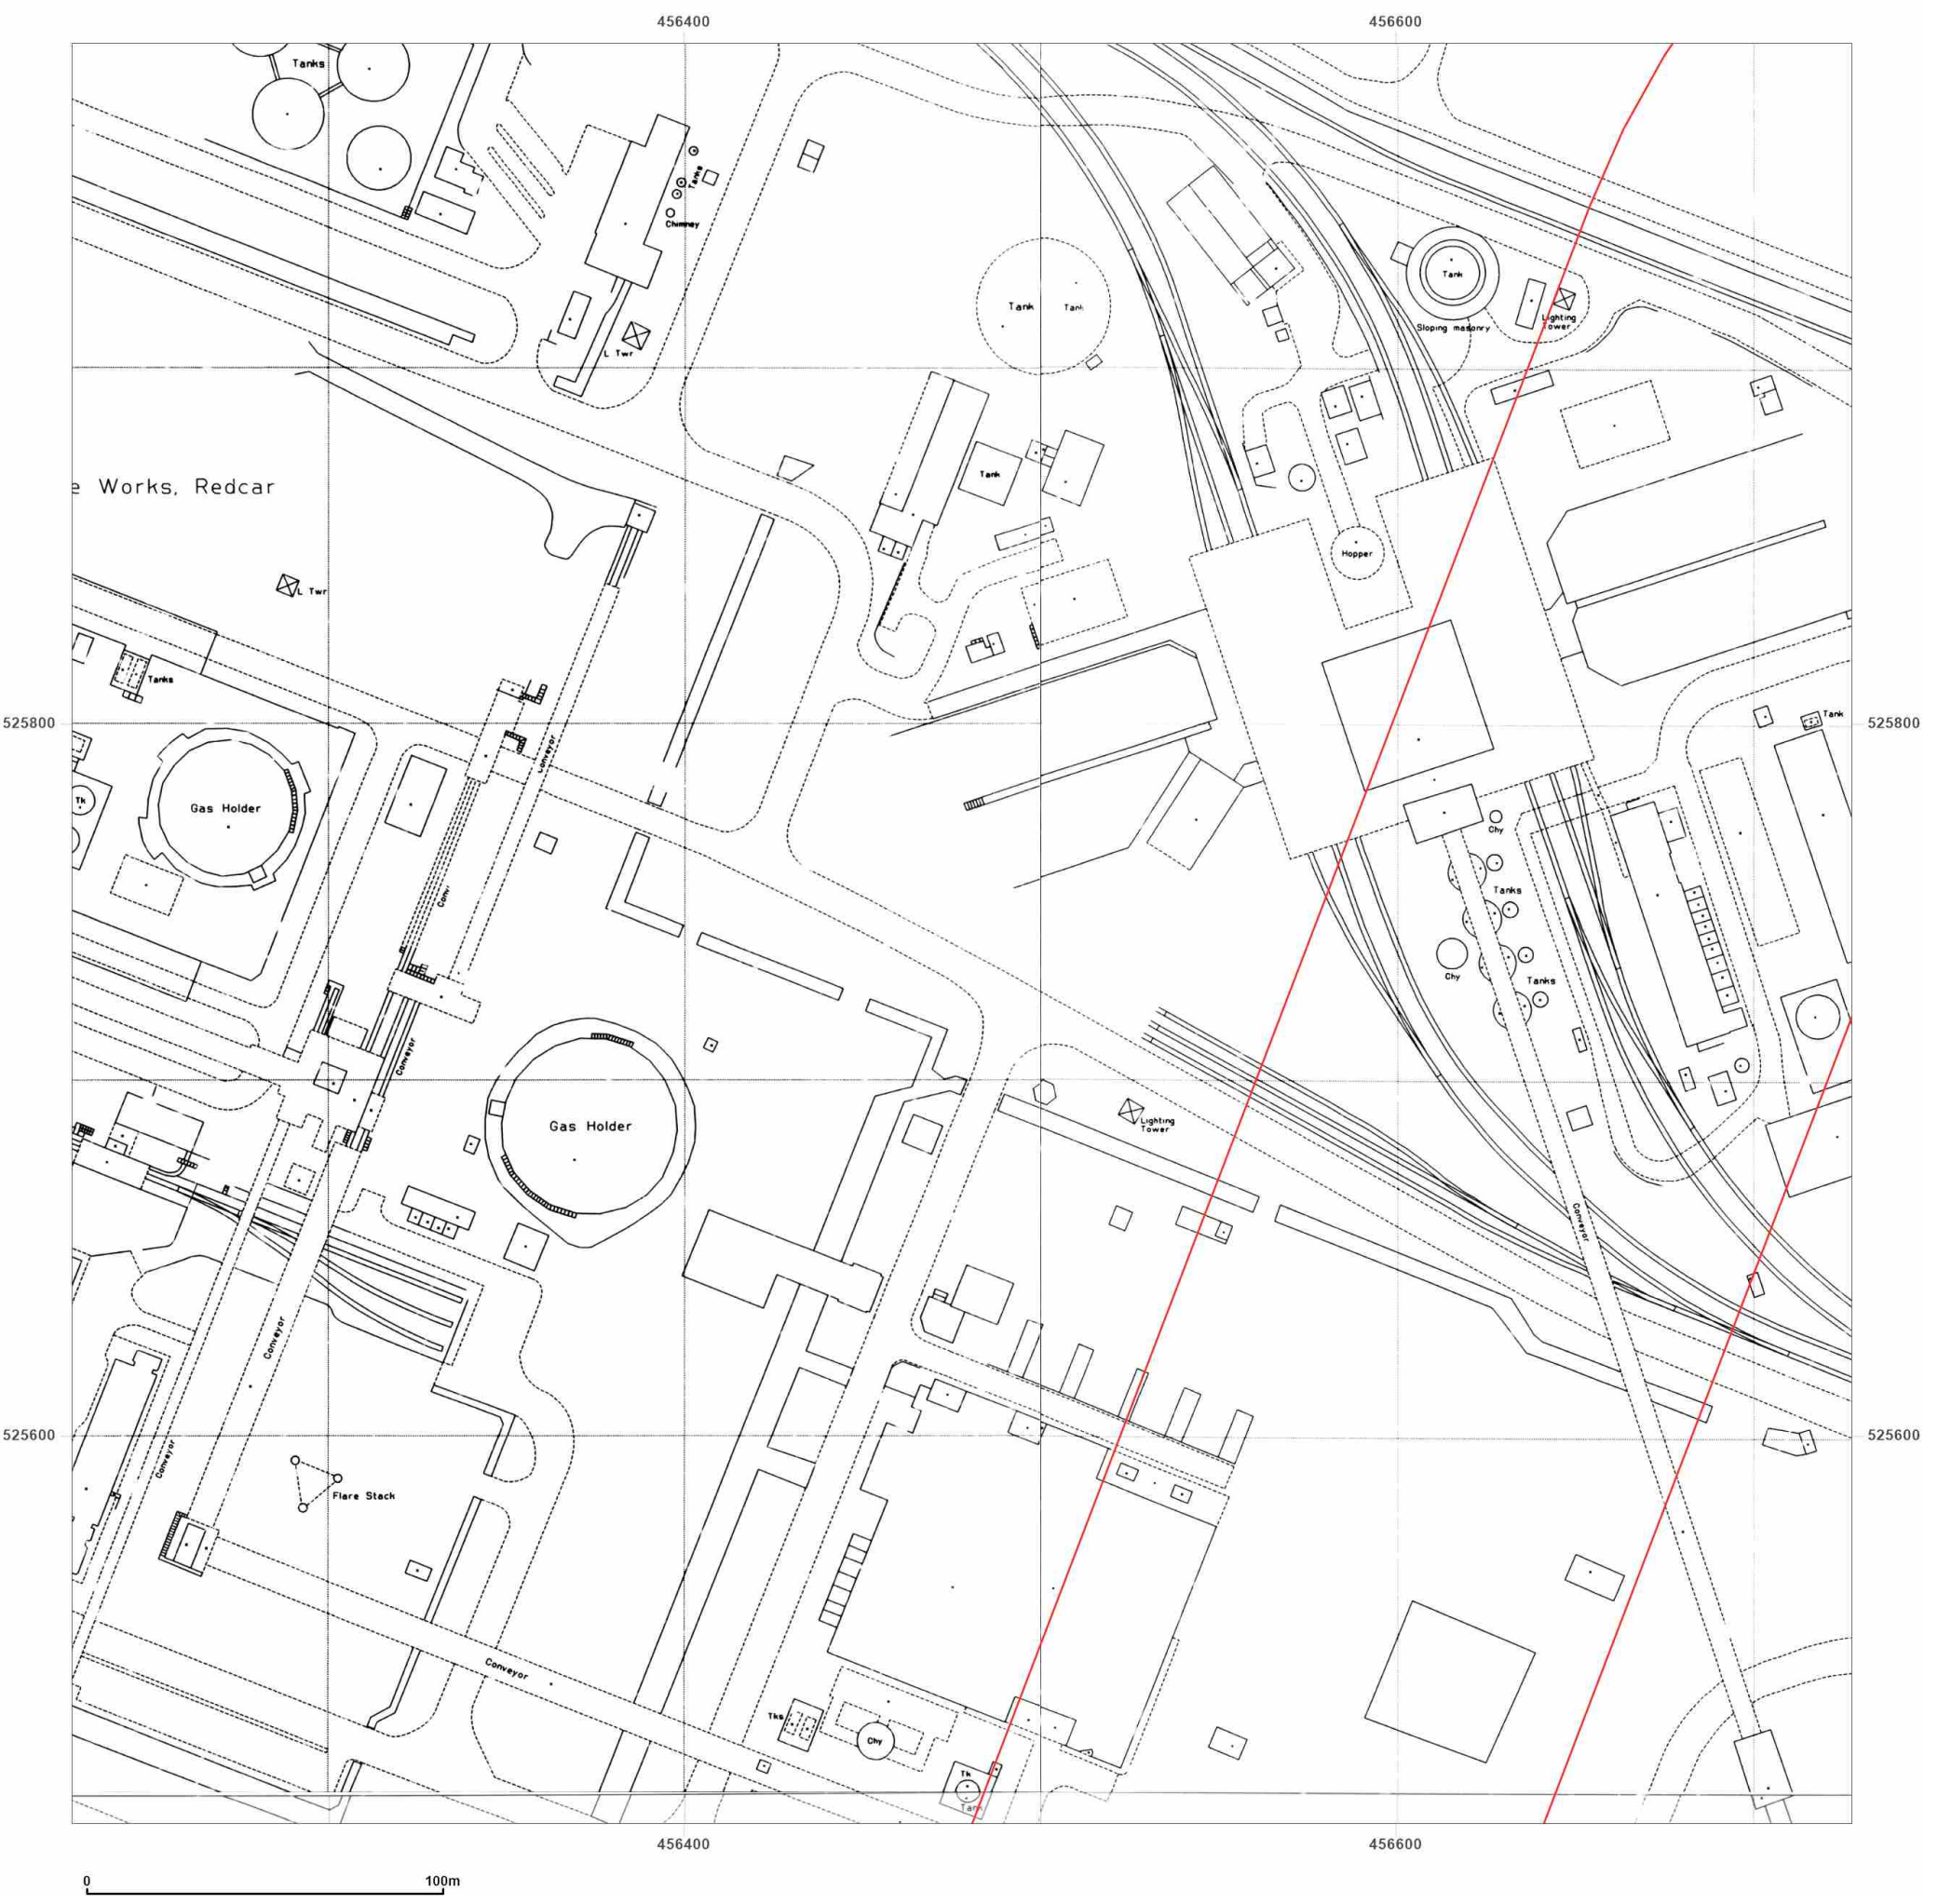 456400
456600
Tanks
Tanks
Chimney
Tank
Tank
Tank
Sloping masonry
Lighting
Tower
L Twr
Tank
e Works, Redcar
Hopper
L Twr
Tanks
525800
525800
Tank
Conveyor
Tk
Gas Holder
Chy
Conv
Tanks
Chy
Tanks
Conveyor
Gas Holder
Lighting
Tower
Conveyor
Conveyor
525600
525600
Conveyor
Flare Stack
Conveyor
Tks
Chy
Tk
Tank
456400
456600
0
100m